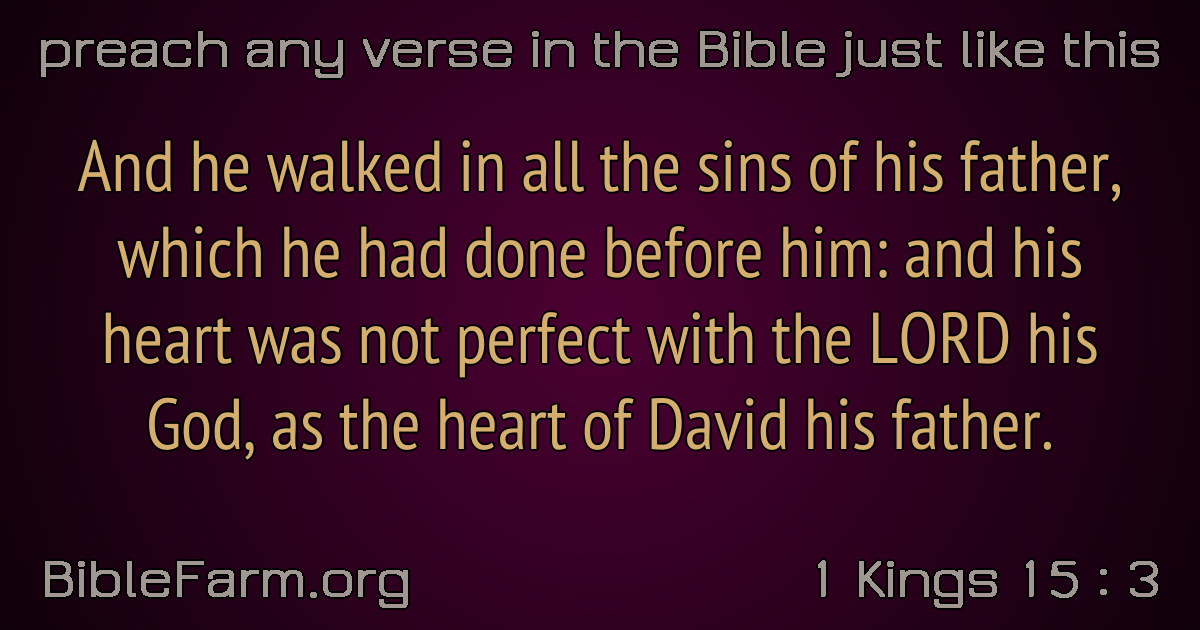 preach any verse in the Bible just like this
And he walked in all the sins of his father,
which he had done before him: and his
heart was not perfect with the LORD his
God, as the heart of David his father.
BibleFarm.org
1 Kings 15 : 3